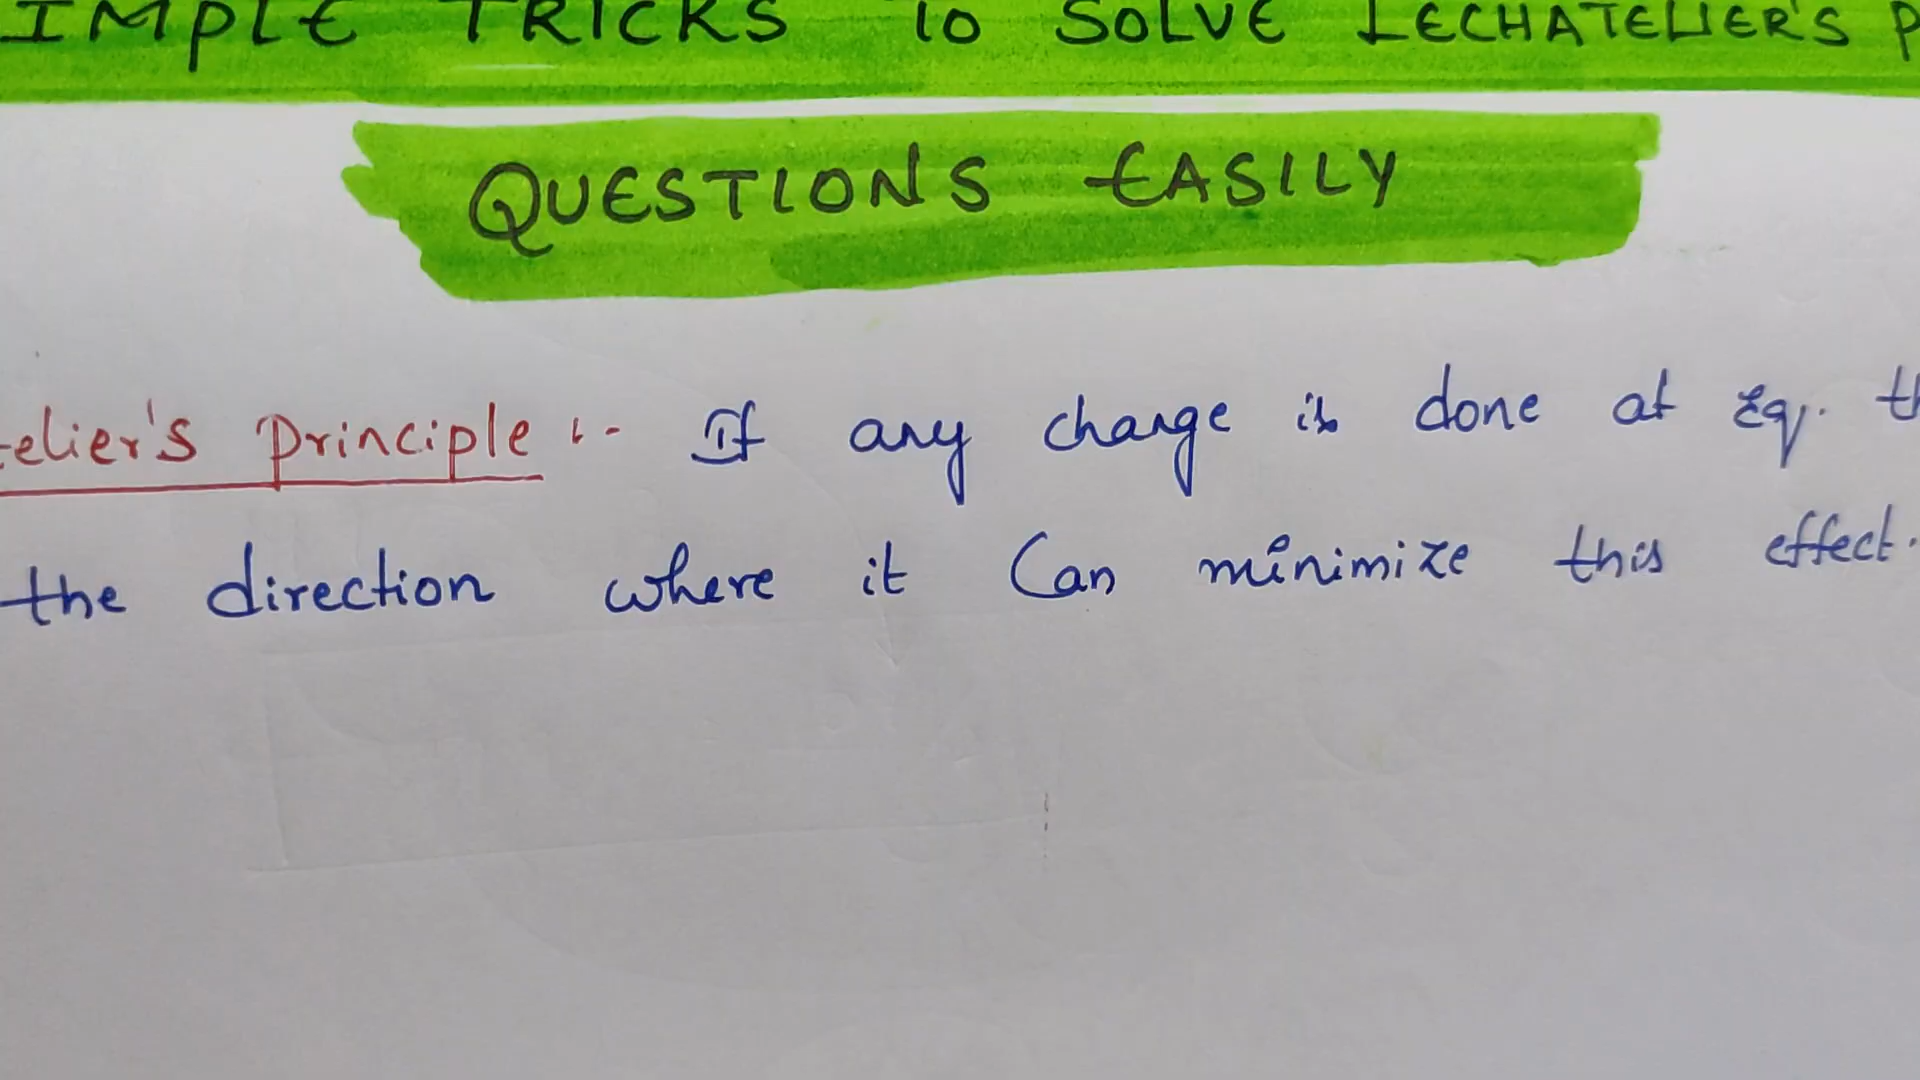 IMPLE TRICKS TO SOLVE LECHATELIER'S P
QUESTIONS EASILY
telier's principle :- If any change is done at Eq. th
the direction where it Can minimize this effect.